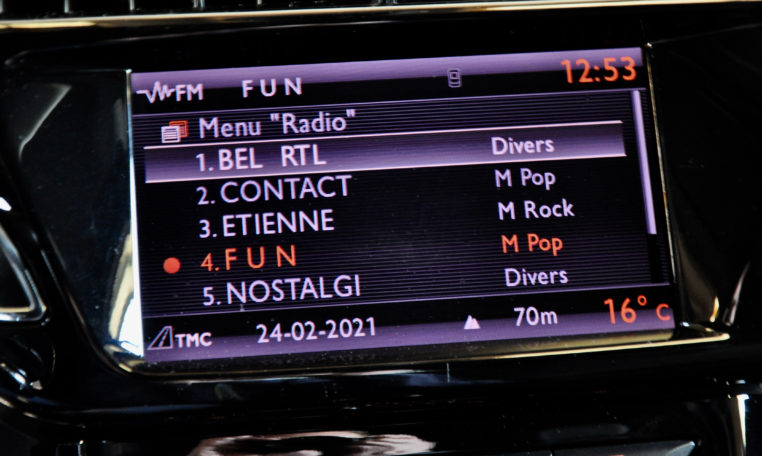 FM FUN 12:53
Menu "Radio"
1. BEL RTL Divers
2. CONTACT M Pop
3. ETIENNE M Rock
4. FUN M Pop
5. NOSTALGI Divers
TMC 24-02-2021 70m 16° C